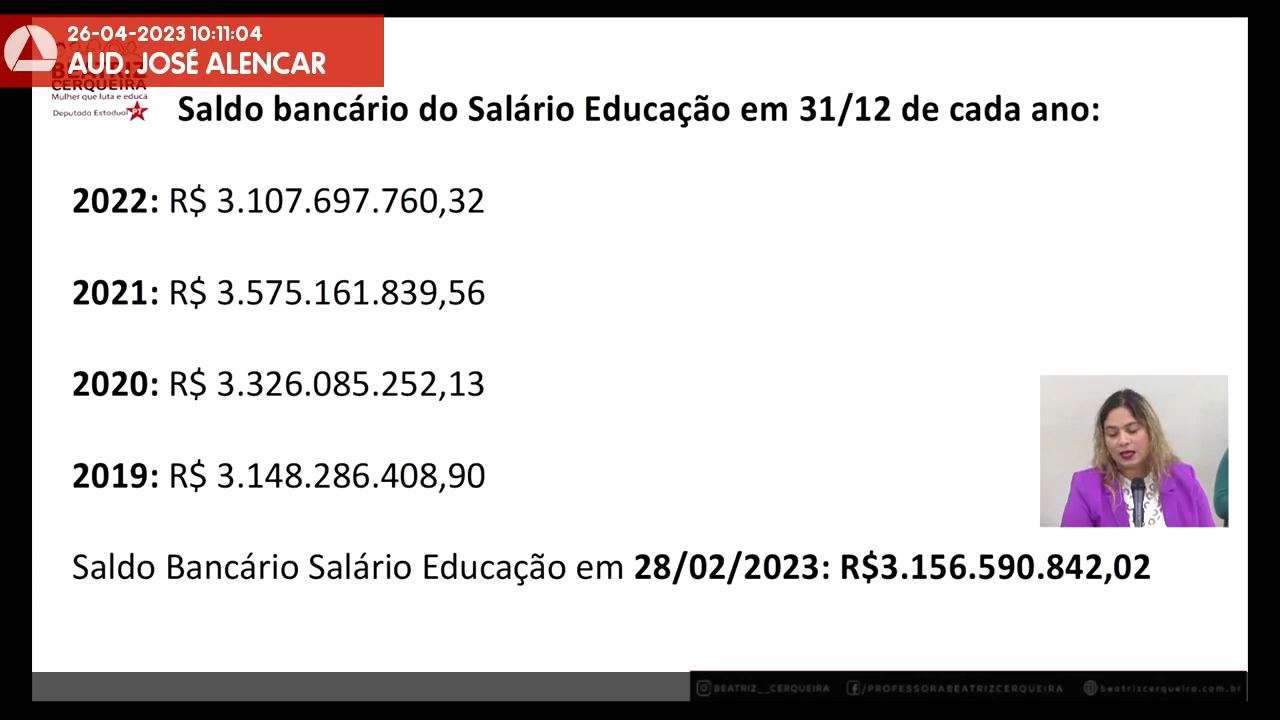 26-04-2023 10:11:04
AUD. JOSÉ ALENCAR
BEATRIZ
CERQUEIRA
Mulher que luta e educa
Deputada Estadual PT
Saldo bancário do Salário Educação em 31/12 de cada ano:
2022: R$ 3.107.697.760,32
2021: R$ 3.575.161.839,56
2020: R$ 3.326.085.252,13
2019: R$ 3.148.286.408,90
Saldo Bancário Salário Educação em 28/02/2023: R$3.156.590.842,02
BEATRIZ__CERQUEIRA /PROFESSORABEATRIZCERQUEIRA beatrizcerqueira.com.br